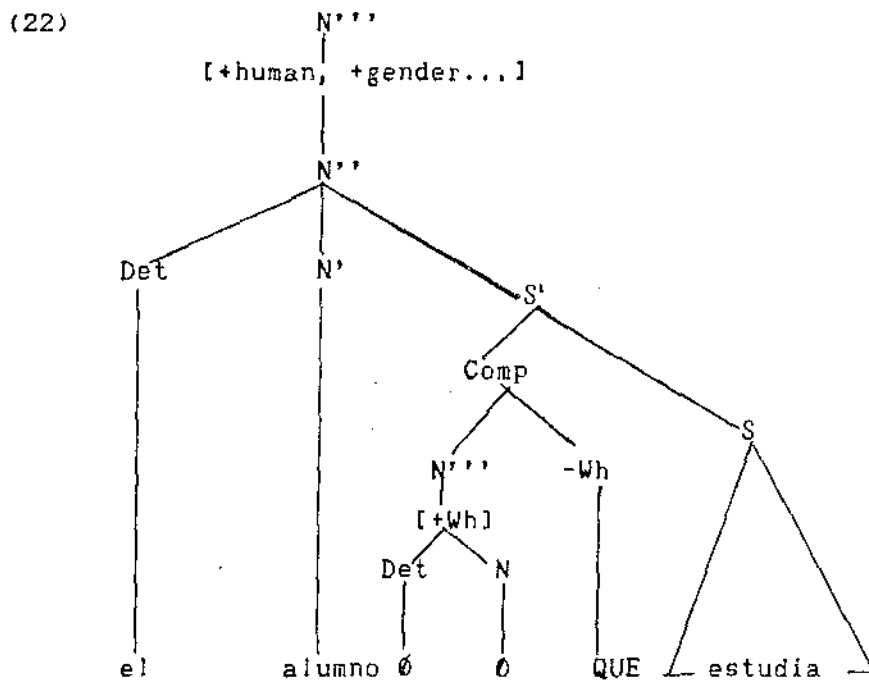 (22) N'''
[+human, +gender...]
N''
Det N'
S'
Comp
S
N''' -Wh
[+Wh]
Det N
el alumno Ø Ø QUE estudia